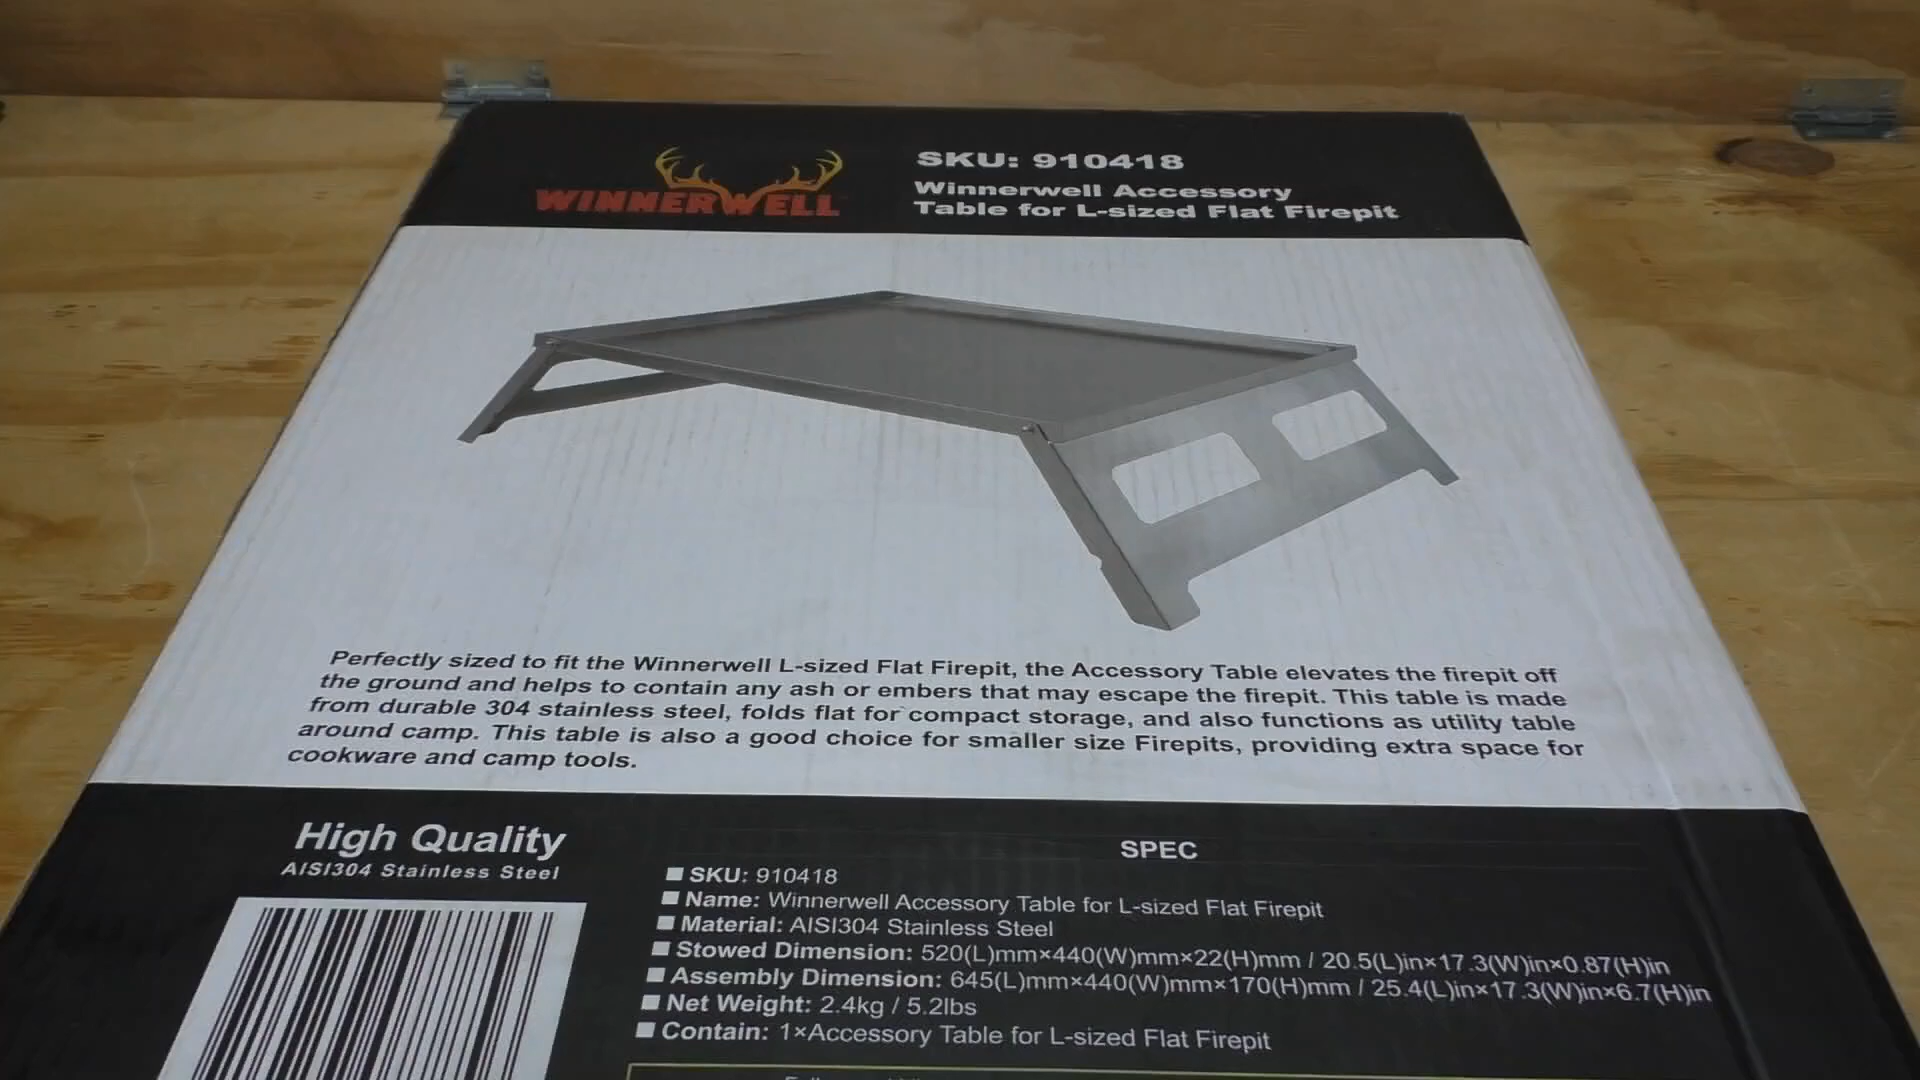 WINNERWELL
SKU: 910418
Winnerwell Accessory
Table for L-sized Flat Firepit
Perfectly sized to fit the Winnerwell L-sized Flat Firepit, the Accessory Table elevates the firepit off
the ground and helps to contain any ash or embers that may escape the firepit. This table is made
from durable 304 stainless steel, folds flat for compact storage, and also functions as utility table
around camp. This table is also a good choice for smaller size Firepits, providing extra space for
cookware and camp tools.
High Quality
AISI304 Stainless Steel
SPEC
■ SKU: 910418
■ Name: Winnerwell Accessory Table for L-sized Flat Firepit
■ Material: AISI304 Stainless Steel
■ Stowed Dimension: 520(L)mm×440(W)mm×22(H)mm / 20.5(L)in×17.3(W)in×0.87(H)in
■ Assembly Dimension: 645(L)mm×440(W)mm×170(H)mm / 25.4(L)in×17.3(W)in×6.7(H)in
■ Net Weight: 2.4kg / 5.2lbs
■ Contain: 1×Accessory Table for L-sized Flat Firepit